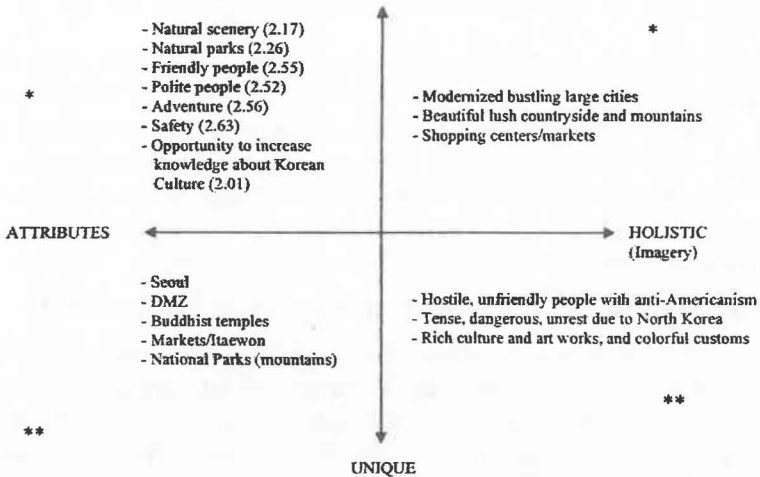 - Natural scenery (2.17)
- Natural parks (2.26)
- Friendly people (2.55)
- Polite people (2.52)
- Adventure (2.56)
- Safety (2.63)
- Opportunity to increase
knowledge about Korean
Culture (2.01)
*
*
- Modernized bustling large cities
- Beautiful lush countryside and mountains
- Shopping centers/markets
ATTRIBUTES
HOLISTIC
(Imagery)
- Seoul
- DMZ
- Buddhist temples
- Markets/Itaewon
- National Parks (mountains)
**
- Hostile, unfriendly people with anti-Americanism
- Tense, dangerous, unrest due to North Korea
- Rich culture and art works, and colorful customs
**
UNIQUE